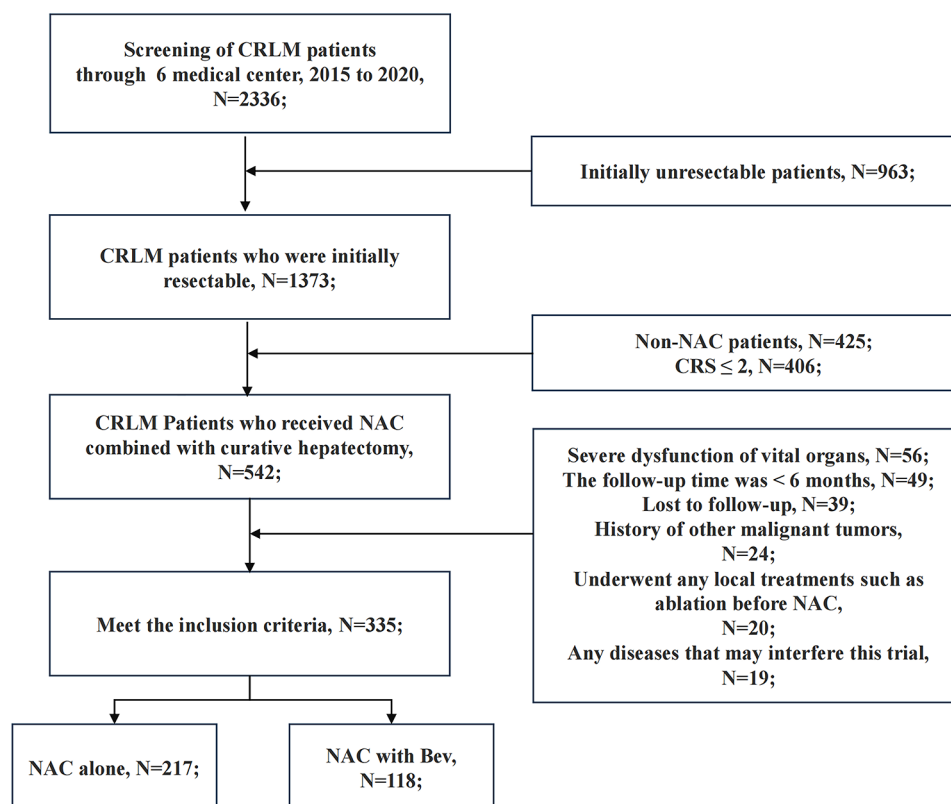 Screening of CRLM patients
through 6 medical center, 2015 to 2020,
N=2336;
Initially unresectable patients, N=963;
CRLM patients who were initially
resectable, N=1373;
Non-NAC patients, N=425;
CRS ≤ 2, N=406;
CRLM Patients who received NAC
combined with curative hepatectomy,
N=542;
Severe dysfunction of vital organs, N=56;
The follow-up time was < 6 months, N=49;
Lost to follow-up, N=39;
History of other malignant tumors,
N=24;
Underwent any local treatments such as
ablation before NAC,
N=20;
Any diseases that may interfere this trial,
N=19;
Meet the inclusion criteria, N=335;
NAC alone, N=217;
NAC with Bev,
N=118;